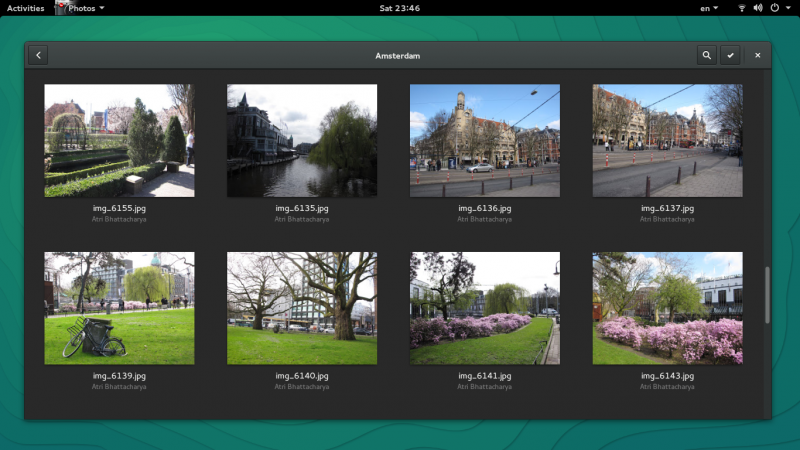 Activities
Photos
Sat 23:46
en
Amsterdam
img_6155.jpg
Atri Bhattacharya
img_6135.jpg
Atri Bhattacharya
img_6136.jpg
Atri Bhattacharya
img_6137.jpg
Atri Bhattacharya
img_6139.jpg
Atri Bhattacharya
img_6140.jpg
Atri Bhattacharya
img_6141.jpg
Atri Bhattacharya
img_6143.jpg
Atri Bhattacharya